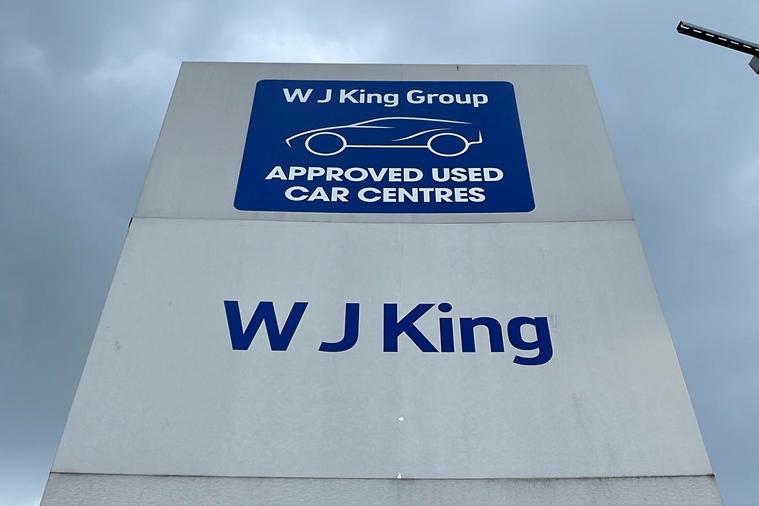 W J King Group
APPROVED USED
CAR CENTRES
W J King